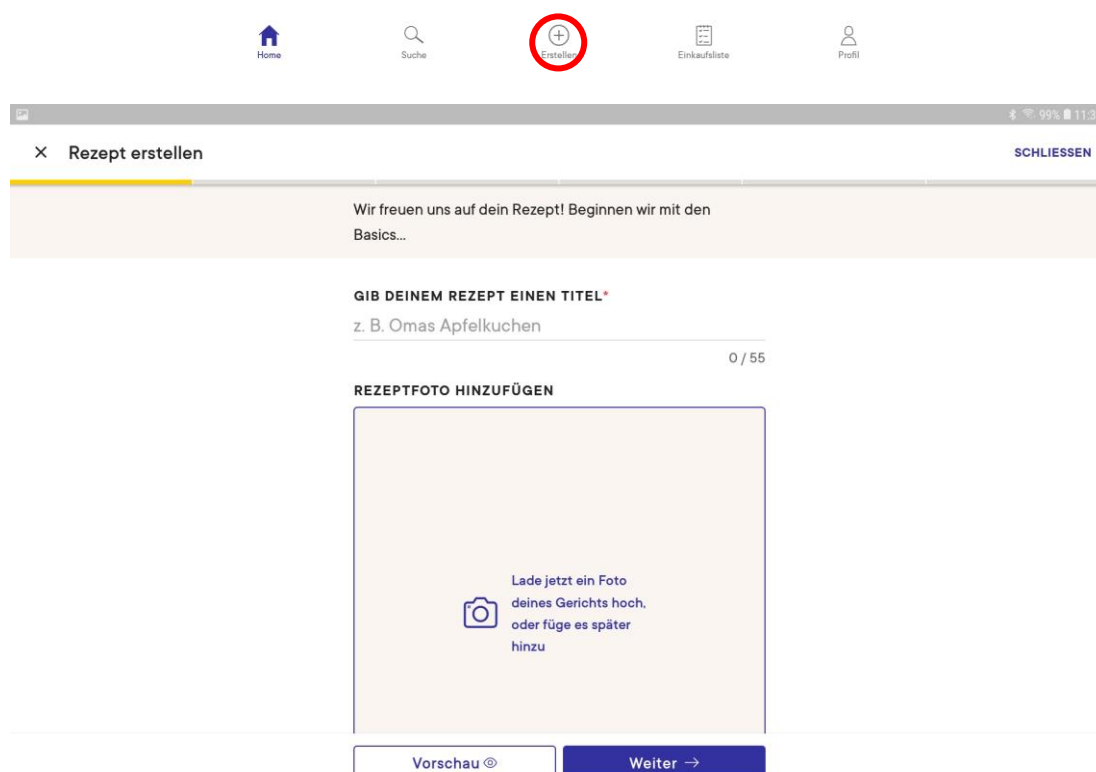 Home
Suche
Erstellen
Einkaufsliste
Profil
99% 11:3
× Rezept erstellen
SCHLIESSEN
Wir freuen uns auf dein Rezept! Beginnen wir mit den
Basics...
GIB DEINEM REZEPT EINEN TITEL*
z. B. Omas Apfelkuchen
0 / 55
REZEPTFOTO HINZUFÜGEN
Lade jetzt ein Foto
deines Gerichts hoch,
oder füge es später
hinzu
Vorschau
Weiter →